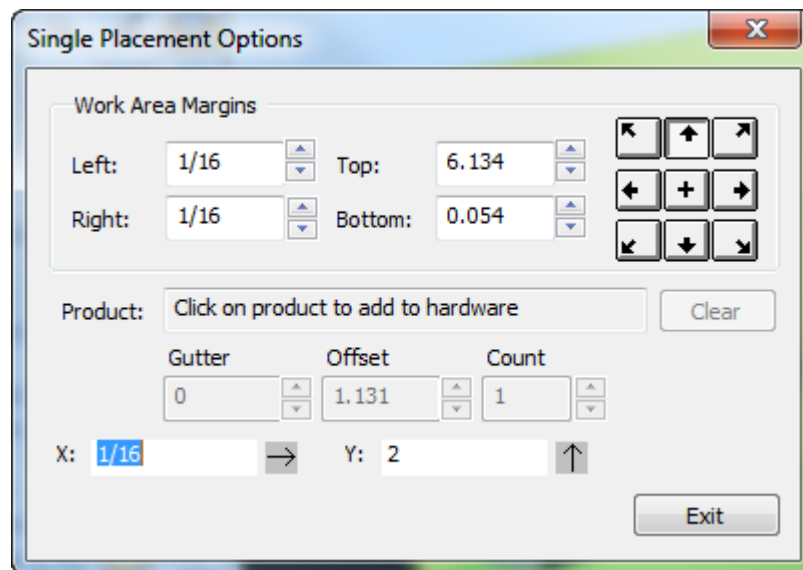 Single Placement Options
Work Area Margins
Left: 1/16 Top: 6.134
Right: 1/16 Bottom: 0.054
Product: Click on product to add to hardware Clear
Gutter Offset Count
0 1.131 1
X: 1/16 Y: 2
Exit